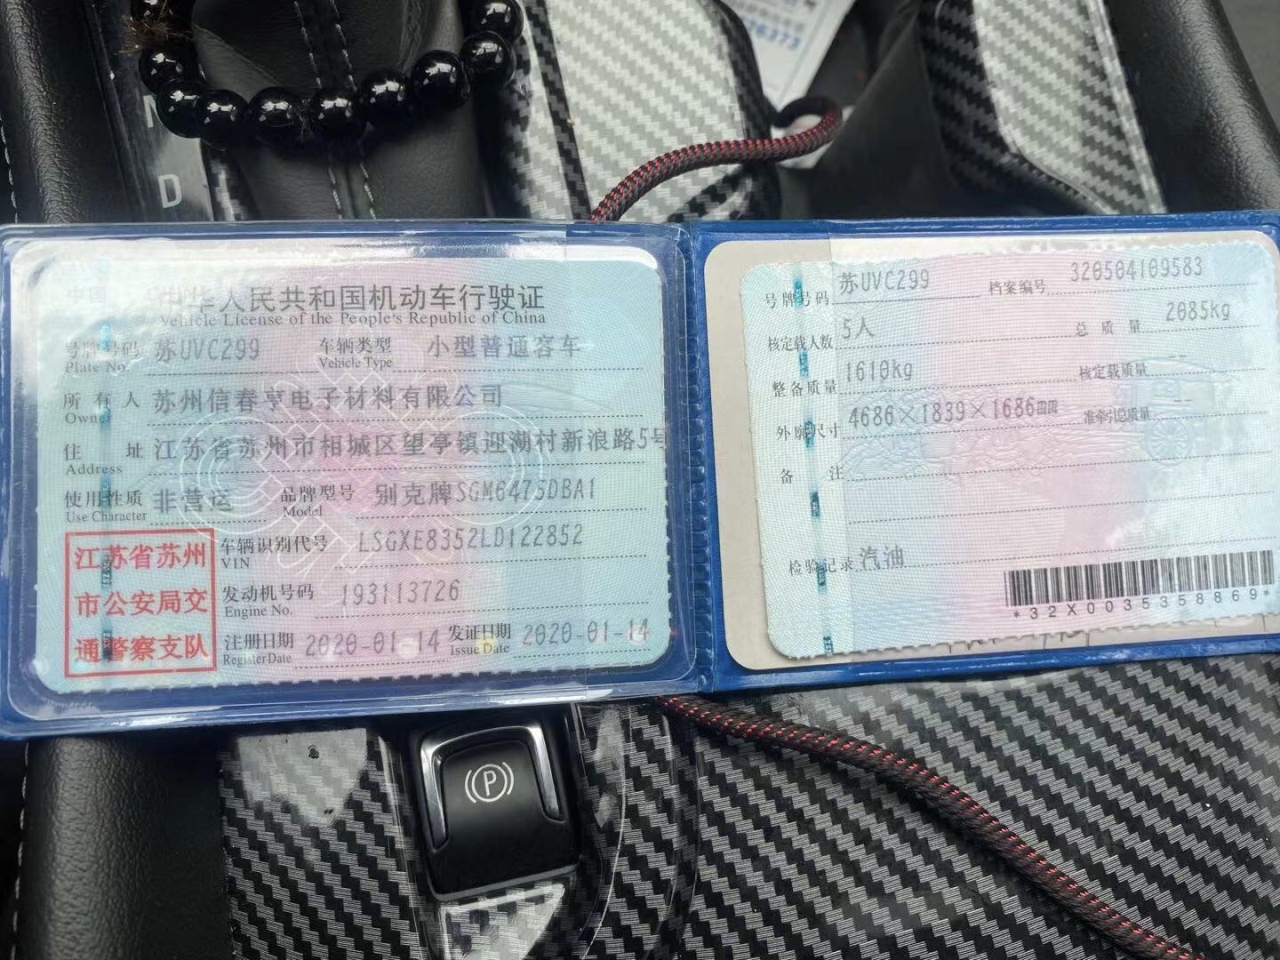 N
D
中华人民共和国机动车行驶证
Vehicle License of the People's Republic of China
号牌号码 苏UVC299 车辆类型 小型普通客车
Plate No. Vehicle Type
所有人 苏州信春亨电子材料有限公司
Owner
住址 江苏省苏州市相城区望亭镇迎湖村新浪路5号
Address
使用性质 非营运 品牌型号 别克牌SGM6475DBA1
Use Character Model
江苏省苏州
市公安局交
通警察支队
车辆识别代号 LSGXE8352LD122852
VIN
发动机号码 193113726
Engine No.
注册日期 2020-01-14 发证日期 2020-01-14
Register Date Issue Date
号牌号码 苏UVC299 档案编号 320504109583
核定载人数 5人 总质量 2085kg
整备质量 1610kg 核定载质量
外廓尺寸 4686×1839×1686 准牵引总质量
备注
检验记录 汽油
*32X0035358869*
P